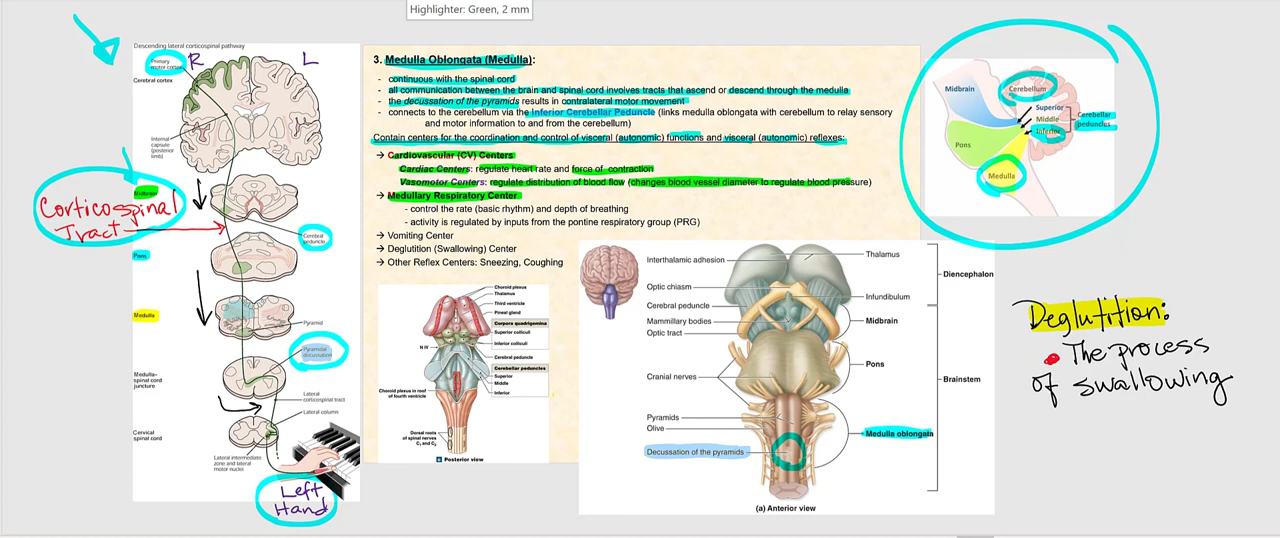 Highlighter: Green, 2 mm
Descending lateral corticospinal pathway
Primary
motor cortex
R
L
Cerebral cortex
Internal
capsule
(posterior
limb)
Midbrain
Corticospinal
Tract
Cerebral
peduncle
Pons
Medulla
Pyramid
Pyramidal
decussation
Medulla–
spinal cord
juncture
Lateral
corticospinal tract
Lateral column
Cervical
spinal cord
Lateral intermediate
zone and lateral
motor nuclei
Left
Hand
3. Medulla Oblongata (Medulla):
- continuous with the spinal cord
- all communication between the brain and spinal cord involves tracts that ascend or descend through the medulla
- the decussation of the pyramids results in contralateral motor movement
- connects to the cerebellum via the Inferior Cerebellar Peduncle (links medulla oblongata with cerebellum to relay sensory
and motor information to and from the cerebellum)
Contain centers for the coordination and control of visceral (autonomic) functions and visceral (autonomic) reflexes:
→ Cardiovascular (CV) Centers
Cardiac Centers: regulate heart rate and force of contraction
Vasomotor Centers: regulate distribution of blood flow (changes blood vessel diameter to regulate blood pressure)
→ Medullary Respiratory Center
- control the rate (basic rhythm) and depth of breathing
- activity is regulated by inputs from the pontine respiratory group (PRG)
→ Vomiting Center
→ Deglutition (Swallowing) Center
→ Other Reflex Centers: Sneezing, Coughing
Choroid plexus
Thalamus
Third ventricle
Pineal gland
Corpora quadrigemina
Superior colliculi
Inferior colliculi
N IV
Cerebral peduncle
Cerebellar peduncles
Superior
Middle
Inferior
Choroid plexus in roof
of fourth ventricle
Dorsal roots
of spinal nerves
C1 and C2
Posterior view
Interthalamic adhesion
Thalamus
Diencephalon
Optic chiasm
Infundibulum
Cerebral peduncle
Mammillary bodies
Midbrain
Optic tract
Pons
Cranial nerves
Brainstem
Pyramids
Olive
Medulla oblongata
Decussation of the pyramids
(a) Anterior view
Midbrain
Cerebellum
Superior
Middle
Inferior
Cerebellar
peduncles
Pons
Medulla
Deglutition:
• The process
of swallowing